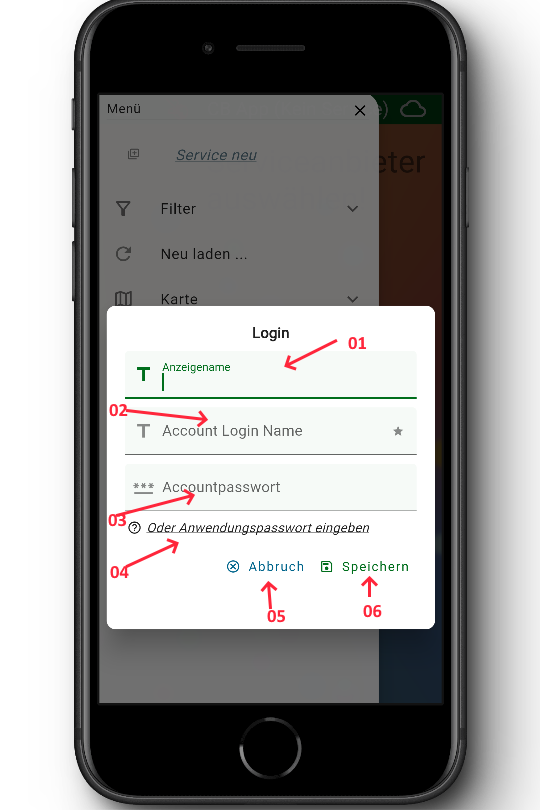 Menü
e)
Service neu
eter
Filter
Neu laden ...
Karte
Login
01
Anzeigename
02
Account Login Name
*** Accountpasswort
03
Oder Anwendungspasswort eingeben
04
Abbruch
Speichern
05
06